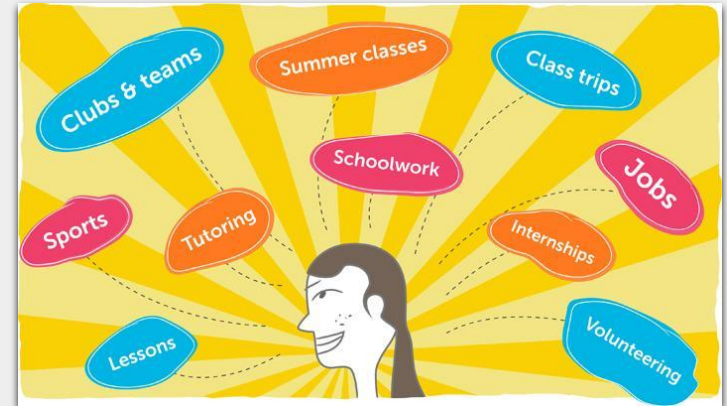 Clubs & teams
Summer classes
Class trips
Schoolwork
Jobs
Sports
Tutoring
Internships
Lessons
Volunteering